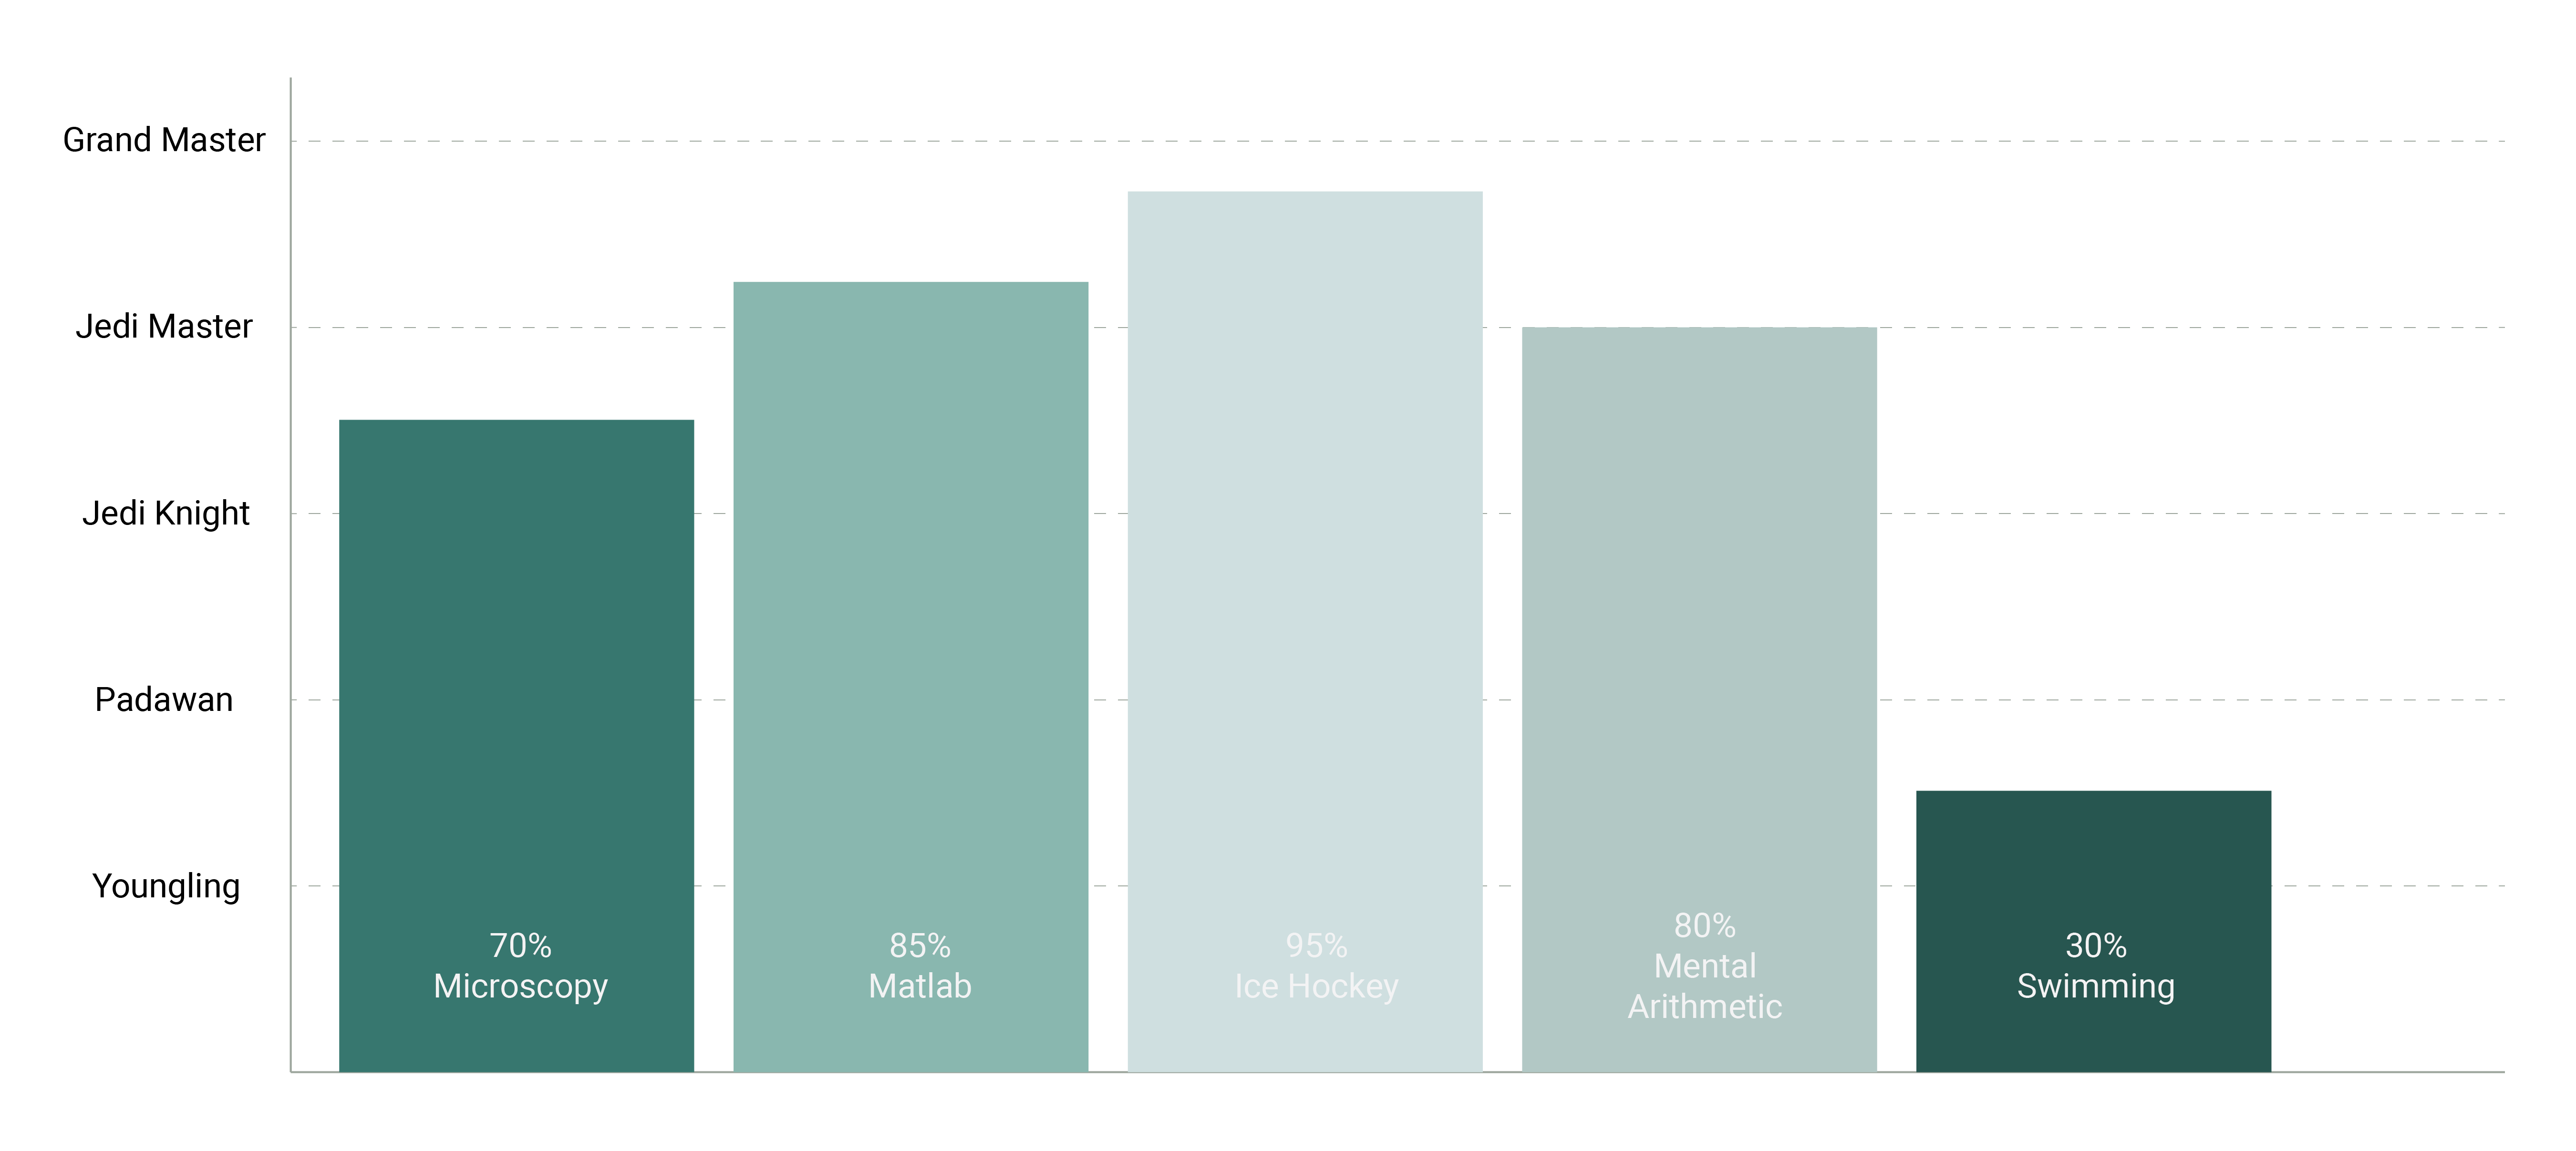 Grand Master
Jedi Master
Jedi Knight
Padawan
Youngling
70%
Microscopy
85%
Matlab
95%
Ice Hockey
80%
Mental
Arithmetic
30%
Swimming